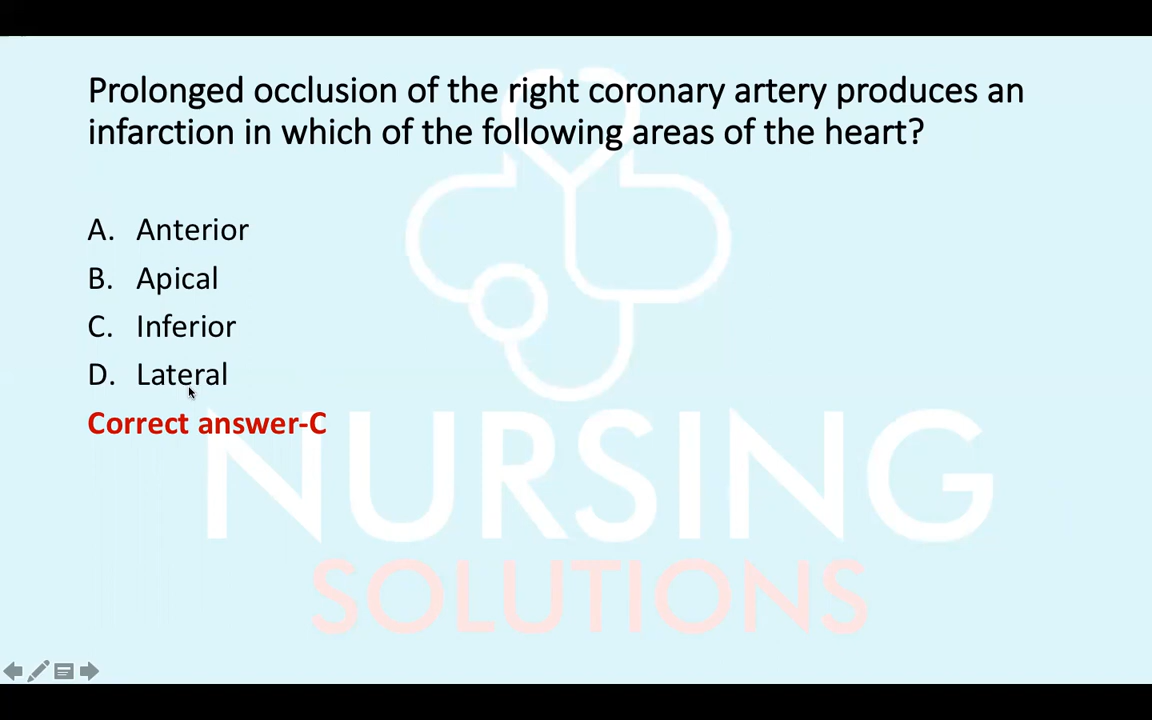 Prolonged occlusion of the right coronary artery produces an
infarction in which of the following areas of the heart?
A. Anterior
B. Apical
C. Inferior
D. Lateral
Correct answer-C
NURSING
SOLUTIONS